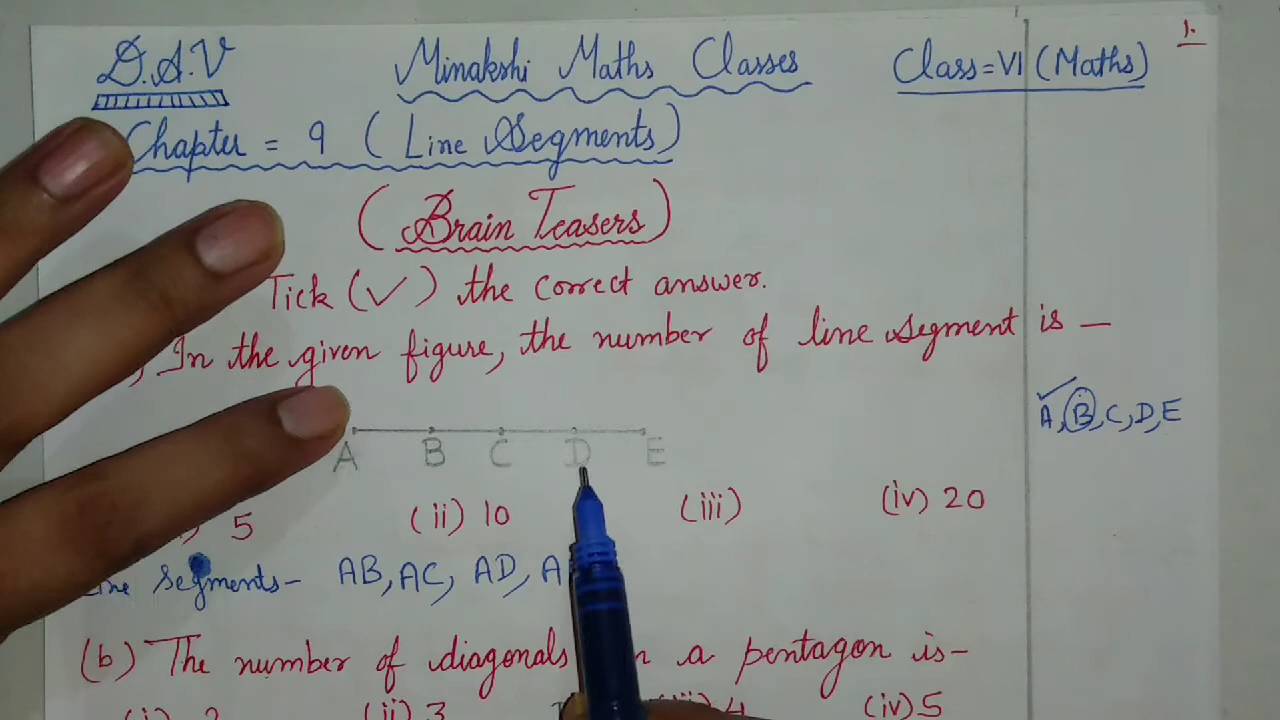 D.A.V Minakshi Maths Classes Class=VI (Maths) 1.
Chapter = 9 (Line Segments)
(Brain Teasers)
Tick (✓) the correct answer.
, In the given figure, the number of line segment is —
A, B, C, D, E
A B C D E
5 (ii) 10 (iii) (iv) 20
segments- AB, AC, AD, A
(b) The number of diagonals a pentagon is-
(ii) 3 4 (iv) 5